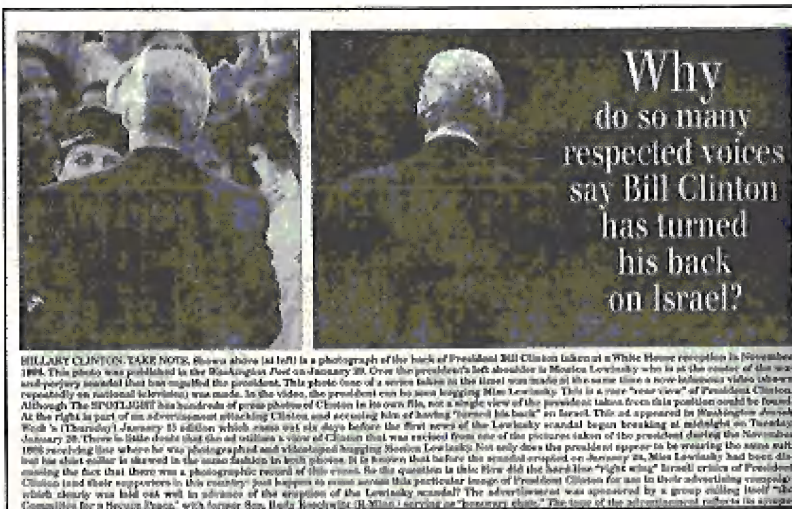 Why
do so many
respected voices
say Bill Clinton
has turned
his back
on Israel?
HILLARY CLINTON, TAKE NOTE. Shown above (at left) is a photograph of the back of President Bill Clinton taken at a White House reception in November
1996. This photo was published in the Washington Post on January 29. Over the president's left shoulder is Monica Lewinsky who is at the center of the sex-
and-perjury scandal that has engulfed the president. This photo (one of a series taken at the time) was made at the same time a now-infamous video (shown
repeatedly on national television) was made. In the video, the president can be seen hugging Miss Lewinsky. This is a rare "rear view" of President Clinton.
Although The SPOTLIGHT has hundreds of press photos of Clinton in its own files, not a single view of the president taken from this position could be found.
At the right is part of an advertisement attacking Clinton, and accusing him of having "turned his back" on Israel. This ad appeared in Washington Jewish
Week's (Thursday) January 15 edition which came out six days before the first news of the Lewinsky scandal began breaking at midnight on Tuesday,
January 20. There is little doubt that the ad utilizes a view of Clinton that was excised from one of the pictures taken of the president during the November
1996 receiving line where he was photographed and videotaped hugging Monica Lewinsky. Not only does the president appear to be wearing the same suit,
but his shirt collar is skewed in the same fashion in both photos. It is known that before the scandal erupted on January 21, Miss Lewinsky had been dis-
cussing the fact that there was a photographic record of this event. So the question is this: How did the hard-line "right wing" Israeli critics of President
Clinton (and their supporters in this country) just happen to come across this particular image of President Clinton for use in their advertising campaign
which clearly was laid out well in advance of the eruption of the Lewinsky scandal? The advertisement was sponsored by a group calling itself "the
Committee for a Secure Peace," with former Sen. Rudy Boschwitz (R-Minn.) serving as "honorary chair." The tone of the advertisement reflects its